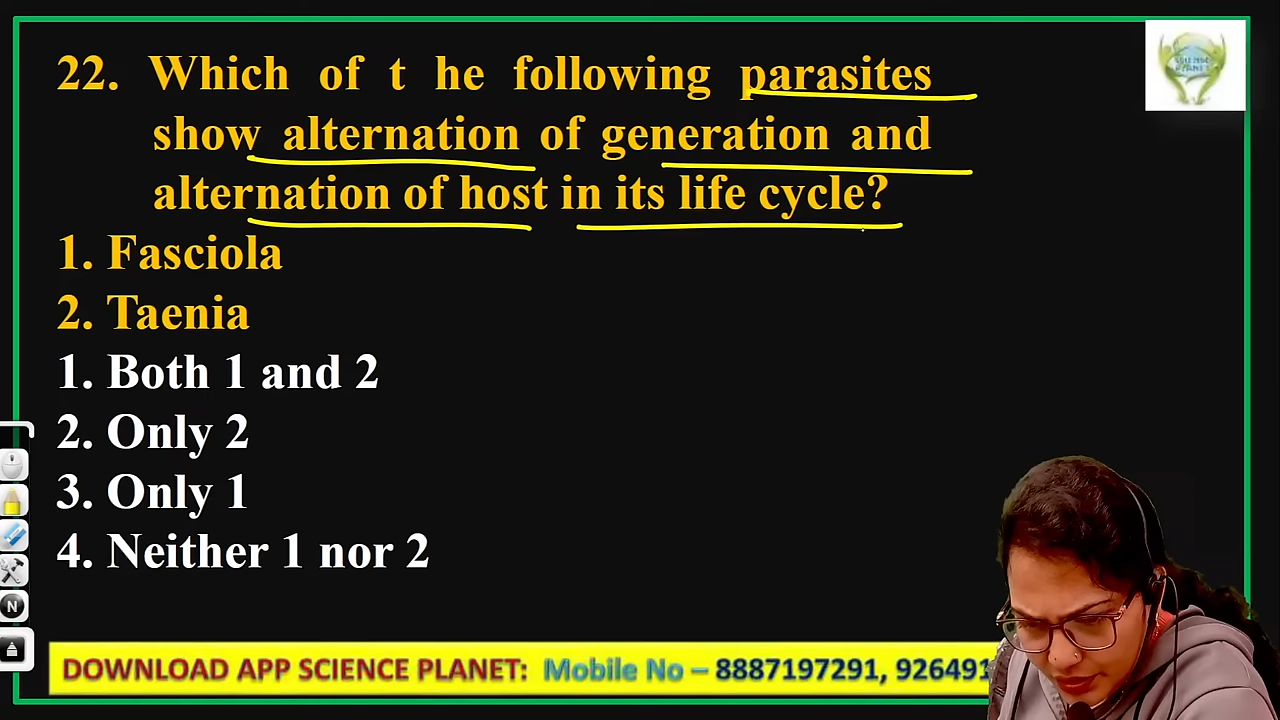 22. Which of t he following parasites
show alternation of generation and
alternation of host in its life cycle?
1. Fasciola
2. Taenia
1. Both 1 and 2
2. Only 2
3. Only 1
4. Neither 1 nor 2
DOWNLOAD APP SCIENCE PLANET: Mobile No – 8887197291, 926491
SCIENCE
PLANET
N